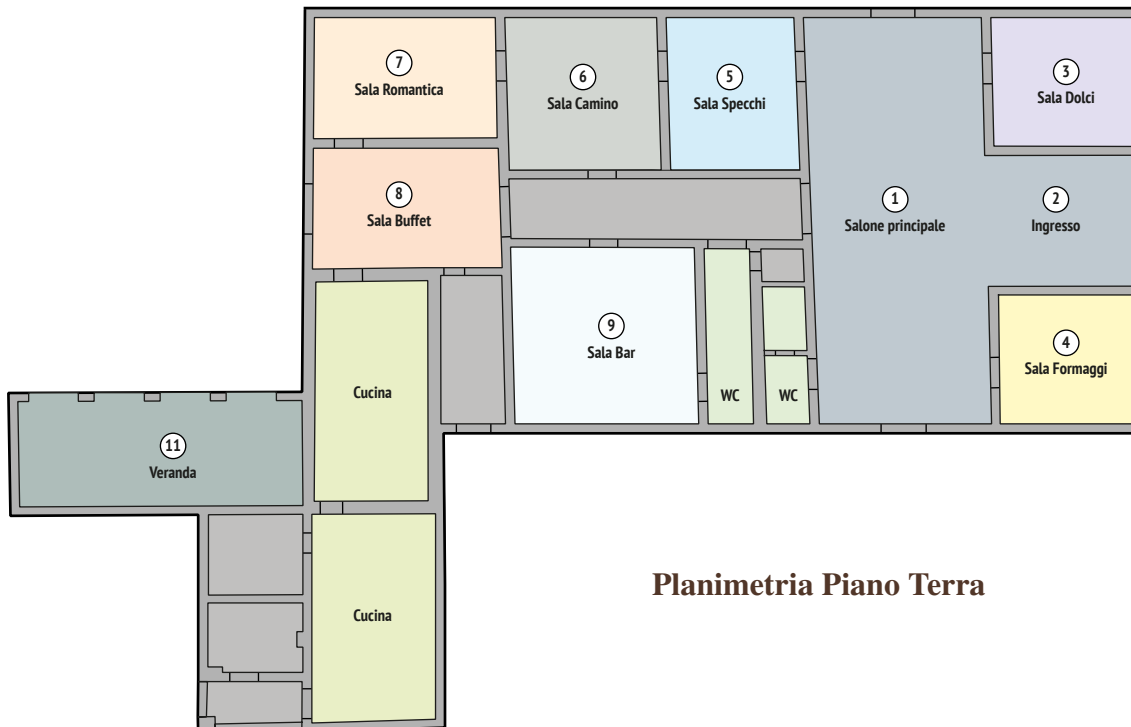 7
Sala Romantica
6
Sala Camino
5
Sala Specchi
3
Sala Dolci
8
Sala Buffet
1
Salone principale
2
Ingresso
9
Sala Bar
4
Sala Formaggi
Cucina
WC
WC
11
Veranda
Planimetria Piano Terra
Cucina